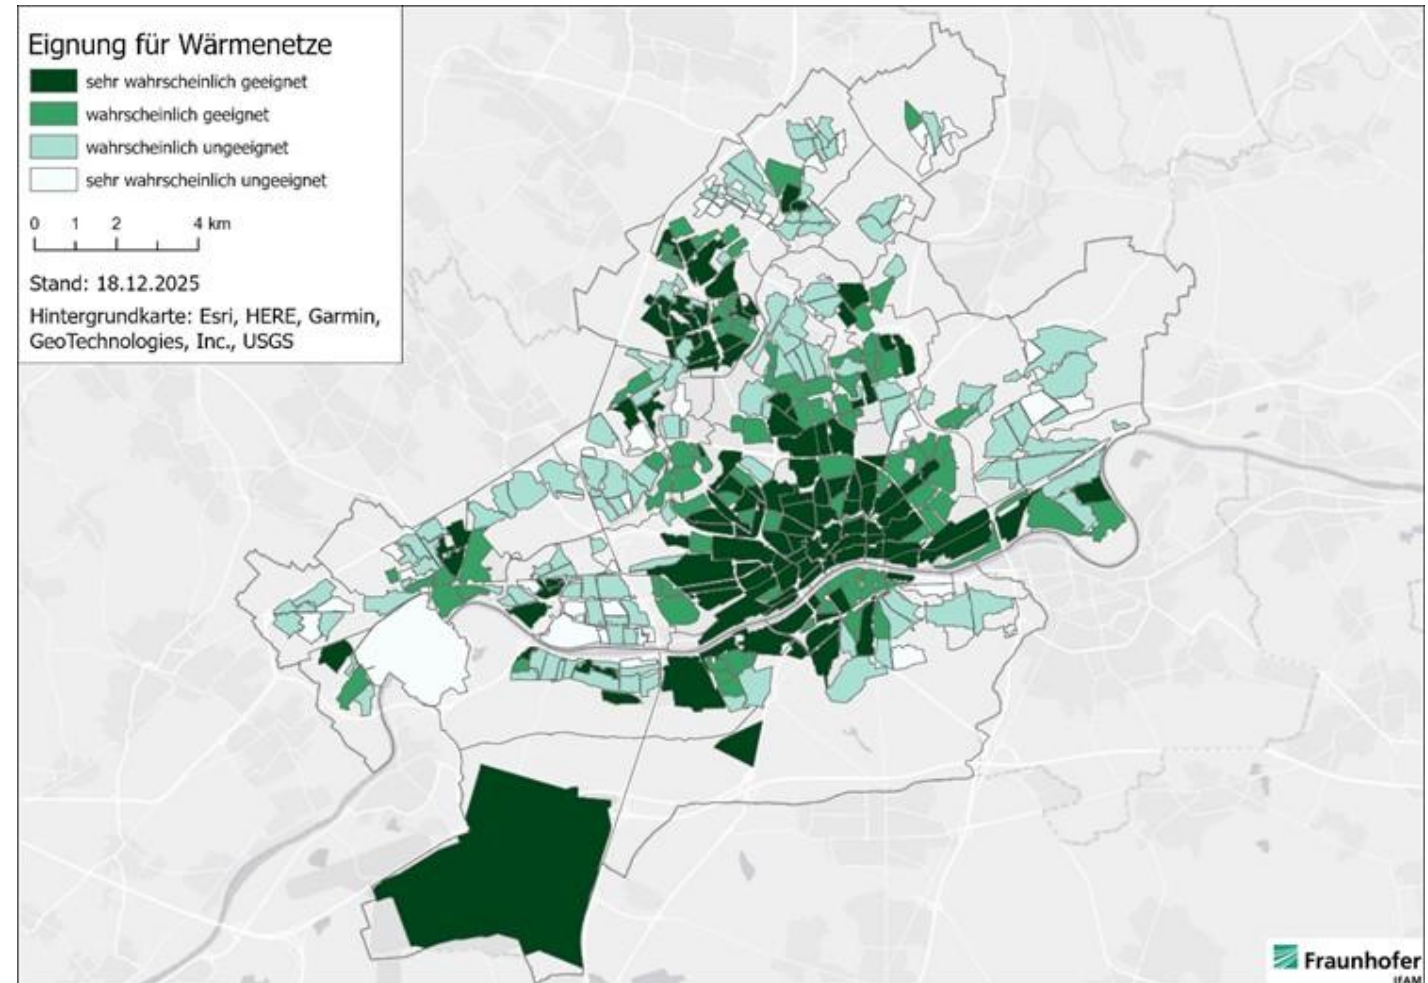 Eignung für Wärmenetze
sehr wahrscheinlich geeignet
wahrscheinlich geeignet
wahrscheinlich ungeeignet
sehr wahrscheinlich ungeeignet
0 1 2 4 km
Stand: 18.12.2025
Hintergrundkarte: Esri, HERE, Garmin,
GeoTechnologies, Inc., USGS
Fraunhofer
IFAM